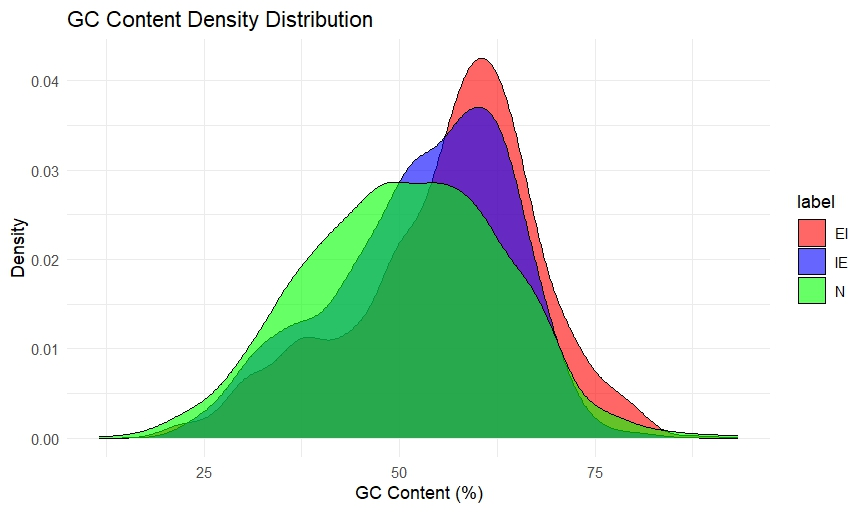 GC Content Density Distribution
0.04
0.03
0.02
0.01
0.00
Density
25 50 75
GC Content (%)
label
EI
IE
N